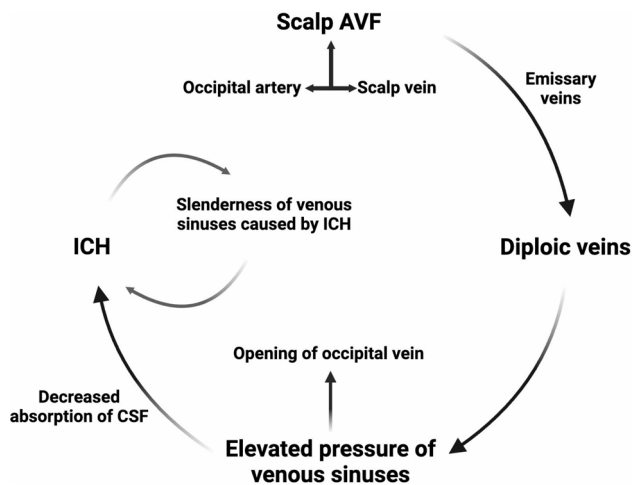 Scalp AVF
Occipital artery
Scalp vein
Emissary
veins
Slenderness of venous
sinuses caused by ICH
ICH
Diploic veins
Opening of occipital vein
Decreased
absorption of CSF
Elevated pressure of
venous sinuses